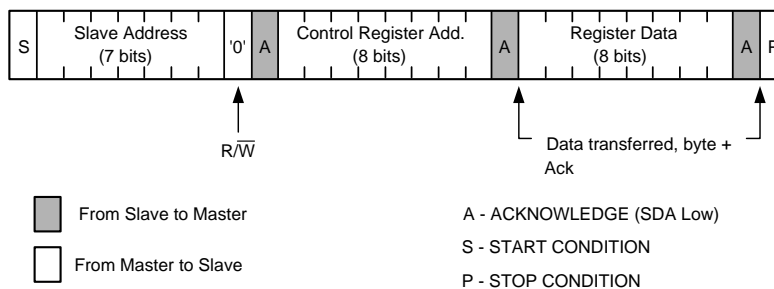 S Slave Address (7 bits) '0' A Control Register Add. (8 bits) A Register Data (8 bits) A P
R/W̅
Data transferred, byte +
Ack
From Slave to Master
From Master to Slave
A - ACKNOWLEDGE (SDA Low)
S - START CONDITION
P - STOP CONDITION